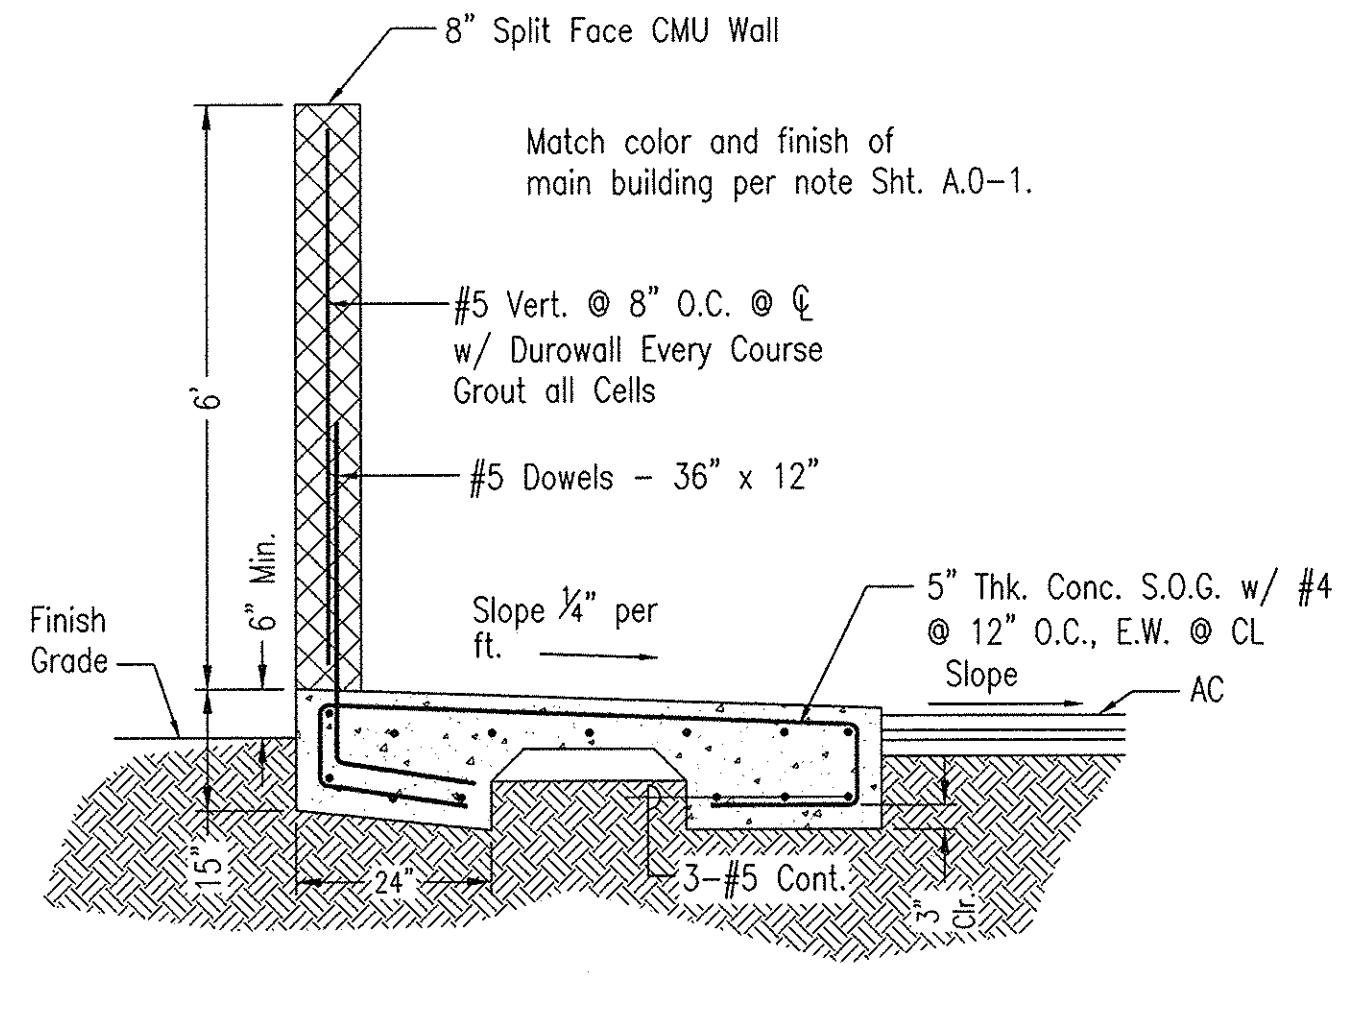 8” Split Face CMU Wall
Match color and finish of
main building per note Sht. A.0-1.
#5 Vert. @ 8” O.C. @ ℄
w/ Durowall Every Course
Grout all Cells
6'
#5 Dowels - 36” x 12”
6” Min.
Slope ¼” per
ft.
5” Thk. Conc. S.O.G. w/ #4
@ 12” O.C., E.W. @ CL
Slope
AC
Finish
Grade
15”
24”
3-#5 Cont.
3”
Clr.